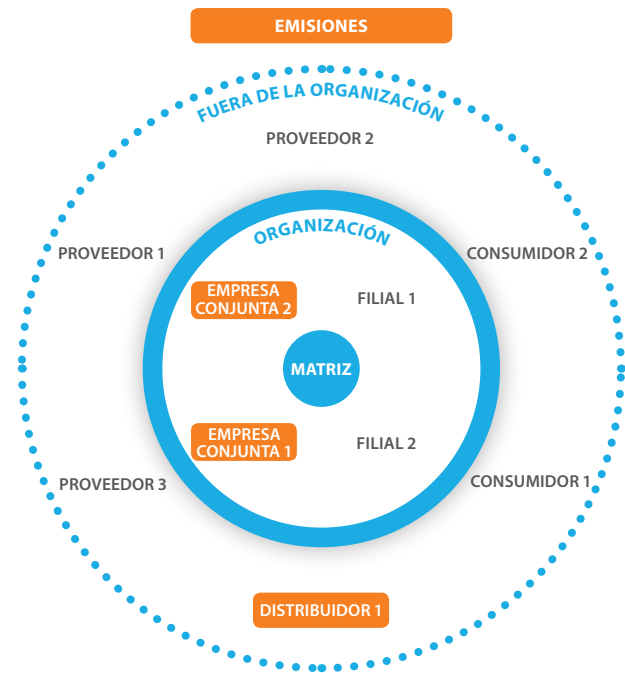 EMISIONES
FUERA DE LA ORGANIZACIÓN
PROVEEDOR 2
ORGANIZACIÓN
PROVEEDOR 1
CONSUMIDOR 2
EMPRESA
CONJUNTA 2
FILIAL 1
MATRIZ
EMPRESA
CONJUNTA 1
FILIAL 2
PROVEEDOR 3
CONSUMIDOR 1
DISTRIBUIDOR 1